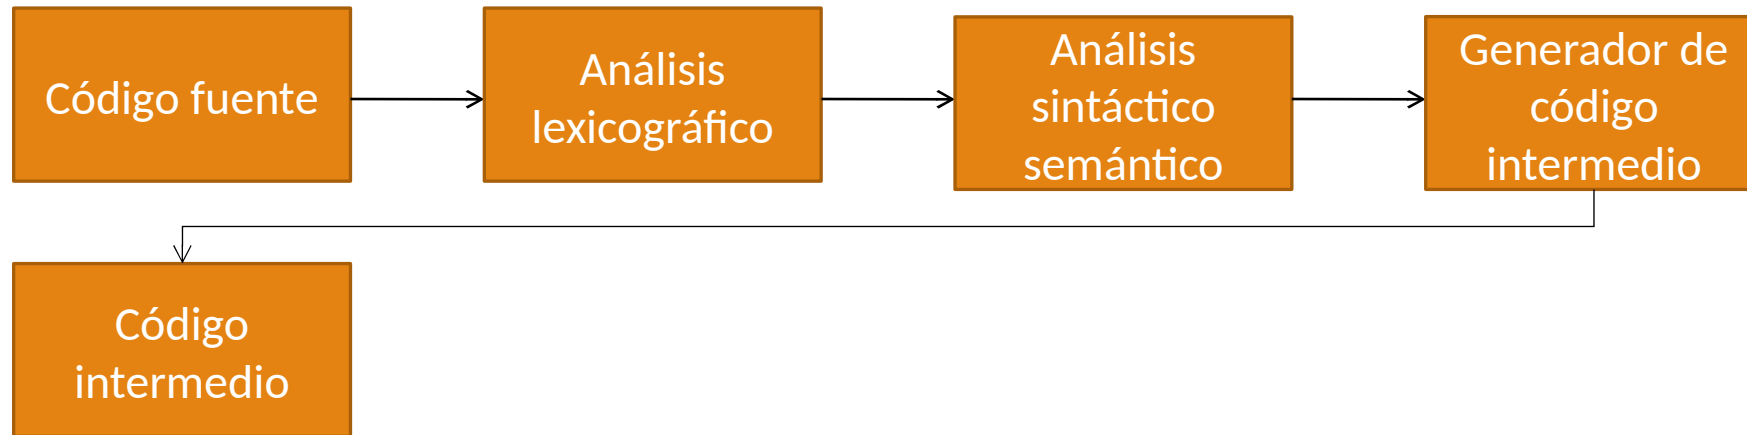 Código fuente
Análisis
lexicográfico
Análisis
sintáctico
semántico
Generador de
código
intermedio
Código
intermedio